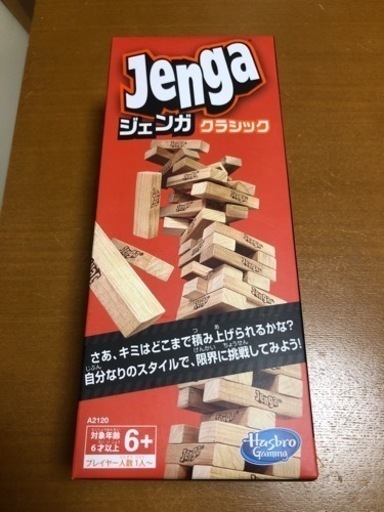 Jenga
ジェンガ クラシック
さあ、キミはどこまで積み上げられるかな?
自分なりのスタイルで、限界に挑戦してみよう!
A2120
対象年齢
6才以上
6+
プレイヤー人数1人〜
Hasbro
Gaming